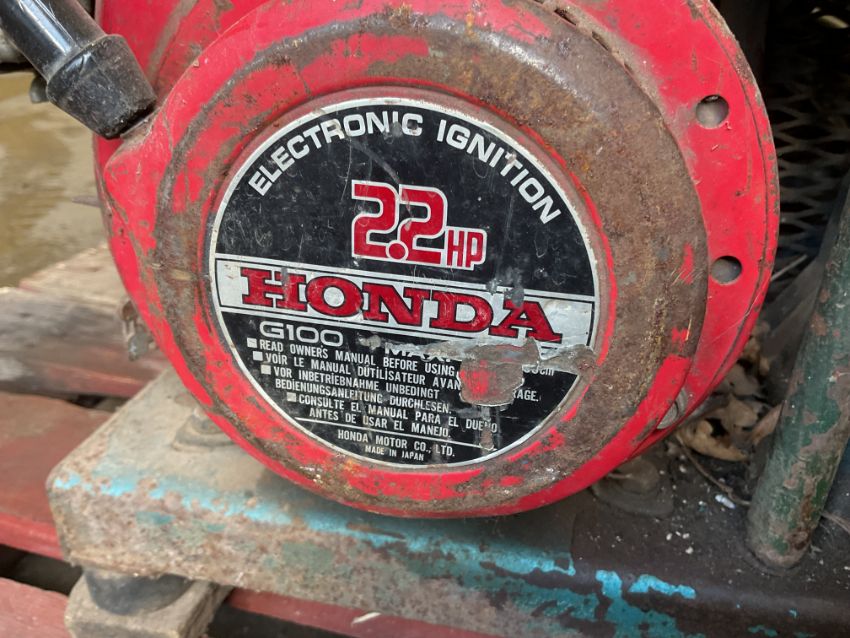 ELECTRONIC IGNITION
2.2 HP
HONDA
G100
READ OWNER'S MANUAL BEFORE USING
VOIR LE MANUAL DUTILISATEUR AVAN
VOR INBETRIEBNAHME UNBEDINGT
BEDIENUNGSANLEITUNG DURCHLESEN.
CONSULTE EL MANUAL PARA EL DUEÑO
ANTES DE USAR EL MANEJO.
HONDA MOTOR CO., LTD.
MADE IN JAPAN